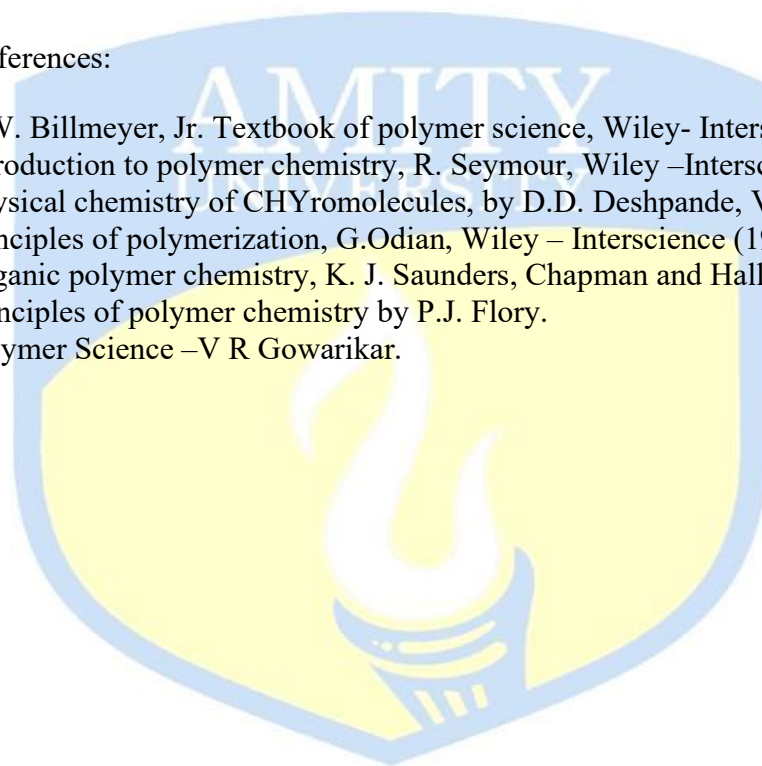 ferences:
AMITY
UNIVERSITY
W. Billmeyer, Jr. Textbook of polymer science, Wiley- Inters
roduction to polymer chemistry, R. Seymour, Wiley –Intersc
ysical chemistry of CHYromolecules, by D.D. Deshpande, V
nciples of polymerization, G.Odian, Wiley – Interscience (19
ganic polymer chemistry, K. J. Saunders, Chapman and Hall
nciples of polymer chemistry by P.J. Flory.
ymer Science –V R Gowarikar.